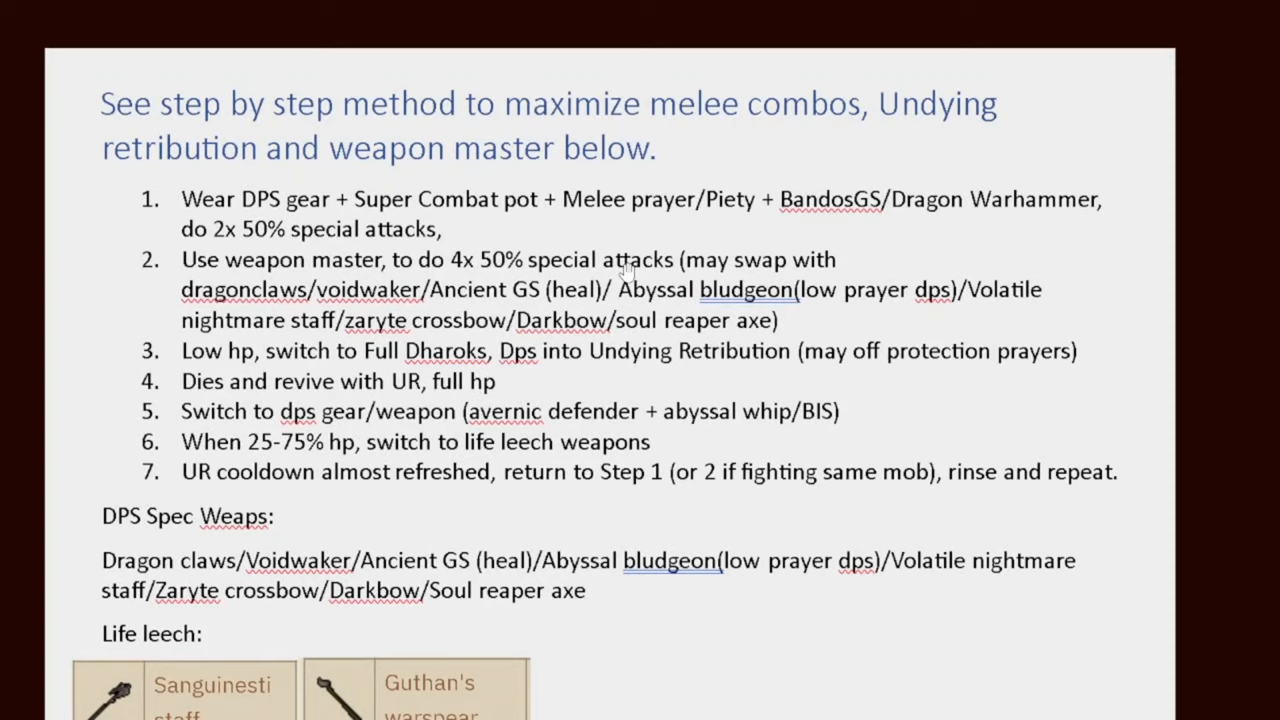 See step by step method to maximize melee combos, Undying
retribution and weapon master below.
1. Wear DPS gear + Super Combat pot + Melee prayer/Piety + BandosGS/Dragon Warhammer,
do 2x 50% special attacks,
2. Use weapon master, to do 4x 50% special attacks (may swap with
dragonclaws/voidwaker/Ancient GS (heal)/ Abyssal bludgeon(low prayer dps)/Volatile
nightmare staff/zaryte crossbow/Darkbow/soul reaper axe)
3. Low hp, switch to Full Dharoks, Dps into Undying Retribution (may off protection prayers)
4. Dies and revive with UR, full hp
5. Switch to dps gear/weapon (avernic defender + abyssal whip/BIS)
6. When 25-75% hp, switch to life leech weapons
7. UR cooldown almost refreshed, return to Step 1 (or 2 if fighting same mob), rinse and repeat.
DPS Spec Weaps:
Dragon claws/Voidwaker/Ancient GS (heal)/Abyssal bludgeon(low prayer dps)/Volatile nightmare
staff/Zaryte crossbow/Darkbow/Soul reaper axe
Life leech:
Sanguinesti
staff
Guthan's
warspear